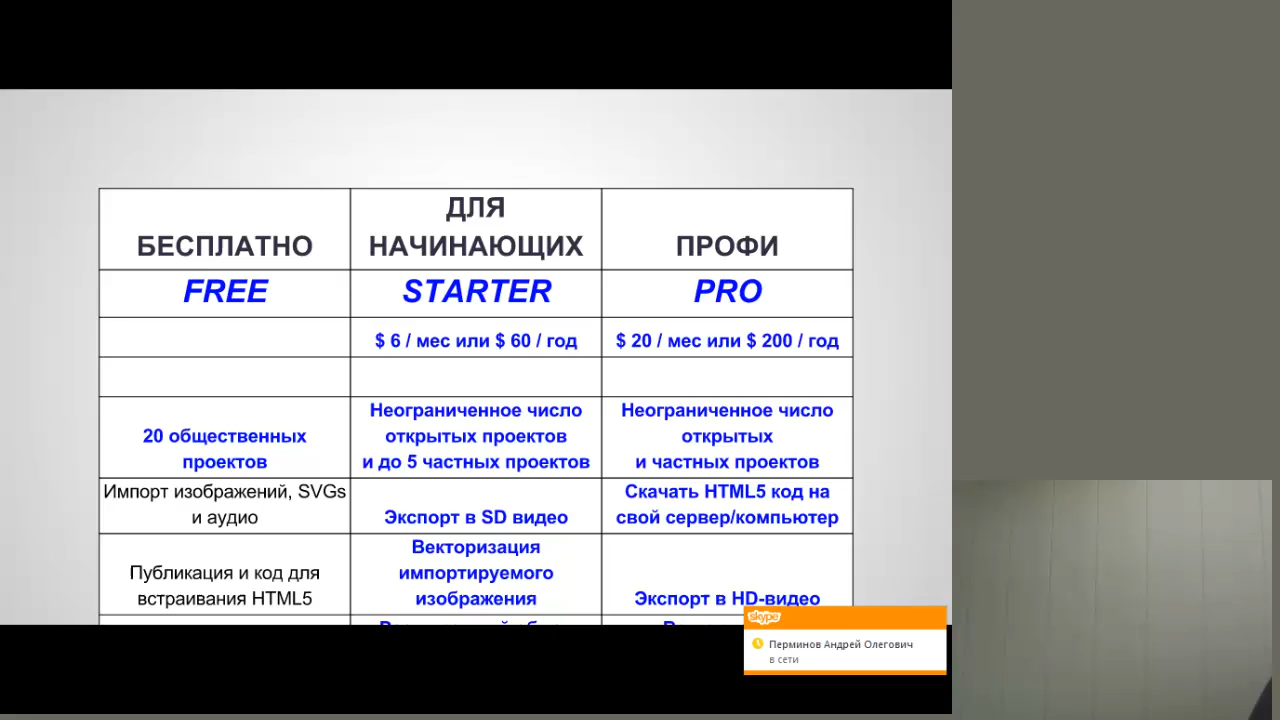 БЕСПЛАТНО
ДЛЯ
НАЧИНАЮЩИХ
ПРОФИ
FREE
STARTER
PRO
$ 6 / мес или $ 60 / год
$ 20 / мес или $ 200 / год
20 общественных
проектов
Неограниченное число
открытых проектов
и до 5 частных проектов
Неограниченное число
открытых
и частных проектов
Импорт изображений, SVGs
и аудио
Экспорт в SD видео
Скачать HTML5 код на
свой сервер/компьютер
Публикация и код для
встраивания HTML5
Векторизация
импортируемого
изображения
Экспорт в HD-видео
skype
Перминов Андрей Олегович
в сети